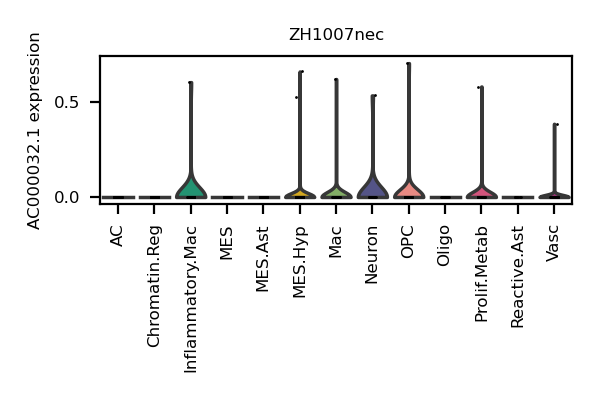 ZH1007nec
AC000032.1 expression
0.5
0.0
AC
Chromatin.Reg
Inflammatory.Mac
MES
MES.Ast
MES.Hyp
Mac
Neuron
OPC
Oligo
Prolif.Metab
Reactive.Ast
Vasc